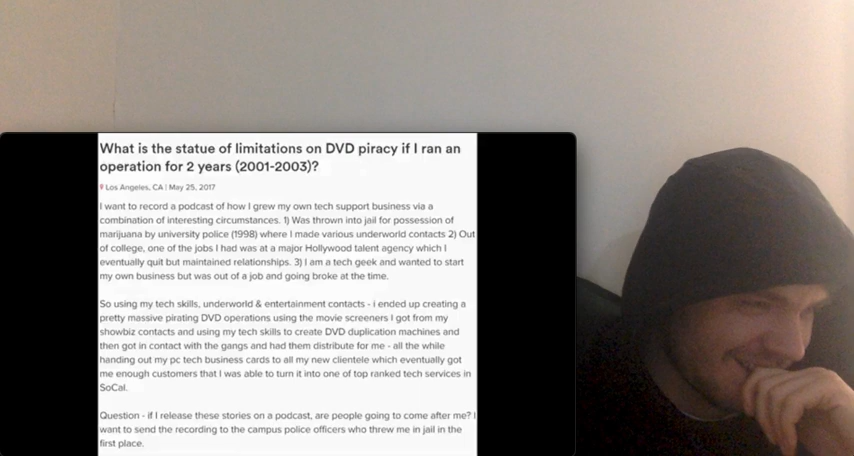 What is the statue of limitations on DVD piracy if I ran an
operation for 2 years (2001-2003)?
Los Angeles, CA | May 25, 2017
I want to record a podcast of how I grew my own tech support business via a
combination of interesting circumstances. 1) Was thrown into jail for possession of
marijuana by university police (1998) where I made various underworld contacts 2) Out
of college, one of the jobs I had was at a major Hollywood talent agency which I
eventually quit but maintained relationships. 3) I am a tech geek and wanted to start
my own business but was out of a job and going broke at the time.
So using my tech skills, underworld & entertainment contacts - i ended up creating a
pretty massive pirating DVD operations using the movie screeners I got from my
showbiz contacts and using my tech skills to create DVD duplication machines and
then got in contact with the gangs and had them distribute for me - all the while
handing out my pc tech business cards to all my new clientele which eventually got
me enough customers that I was able to turn it into one of top ranked tech services in
SoCal.
Question - if I release these stories on a podcast, are people going to come after me? I
want to send the recording to the campus police officers who threw me in jail in the
first place.